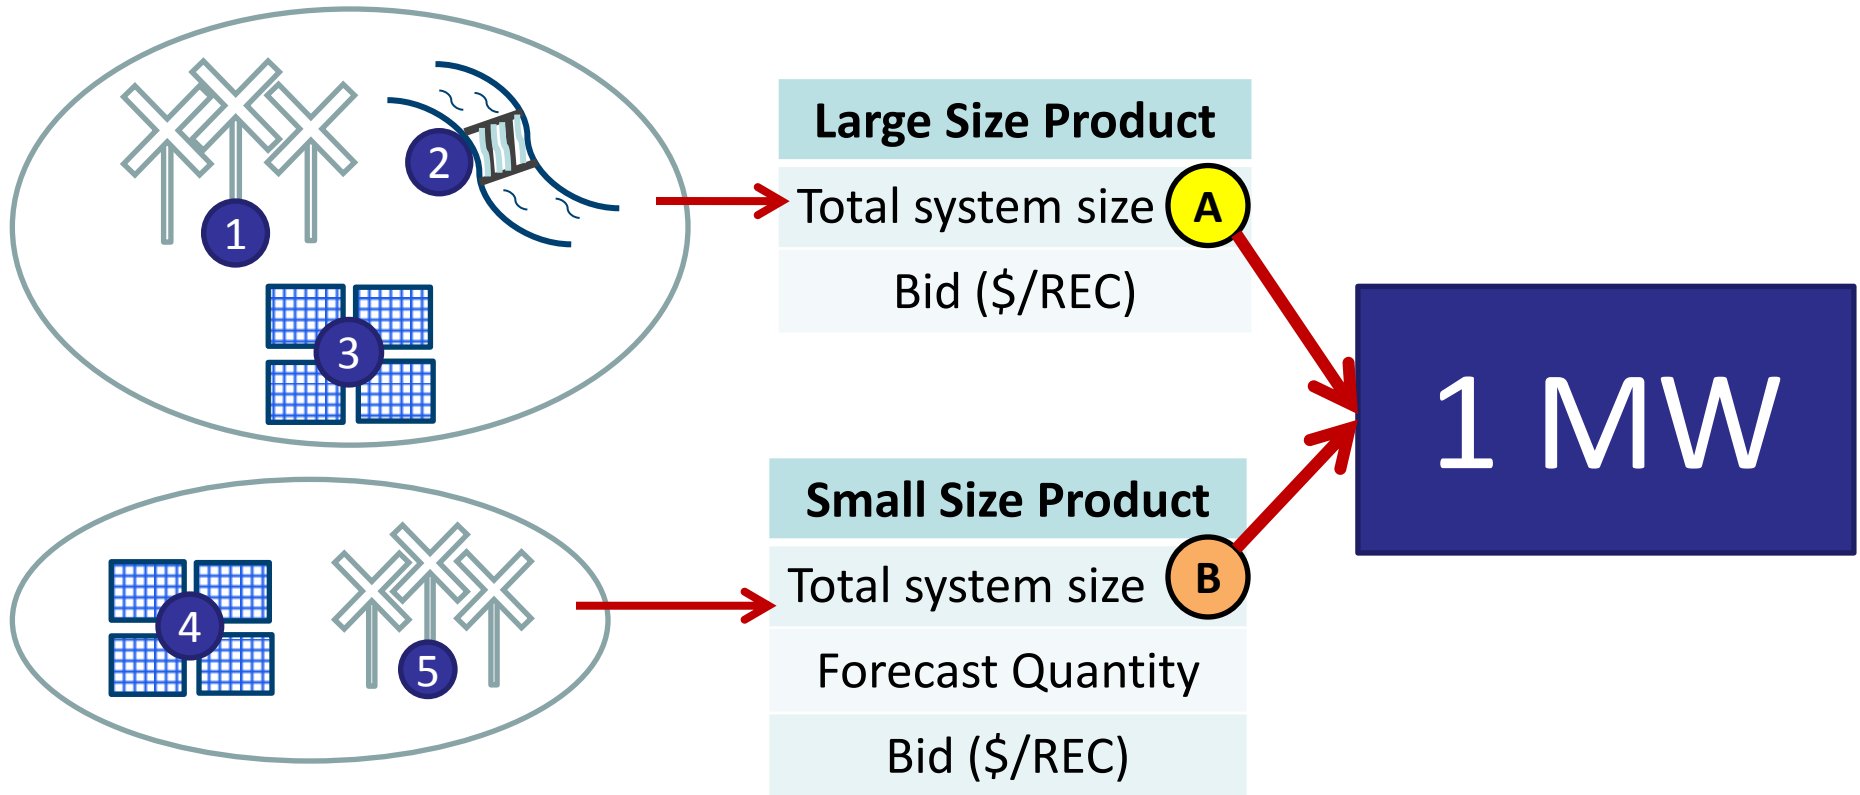 1
2
3
Large Size Product
Total system size
A
Bid ($/REC)
1 MW
4
5
Small Size Product
Total system size
B
Forecast Quantity
Bid ($/REC)